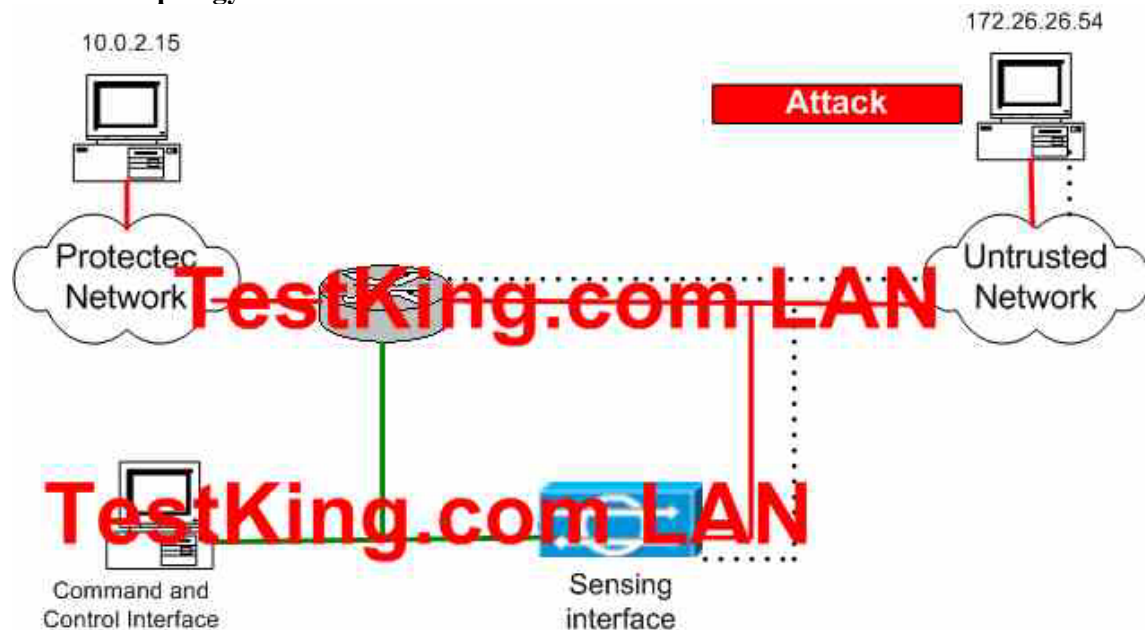 172.26.26.54
10.0.2.15
Attack
Protectec
Network
Untrusted
Network
TestKing.com LAN
TestKing.com LAN
Command and
Control Interface
Sensing
interface